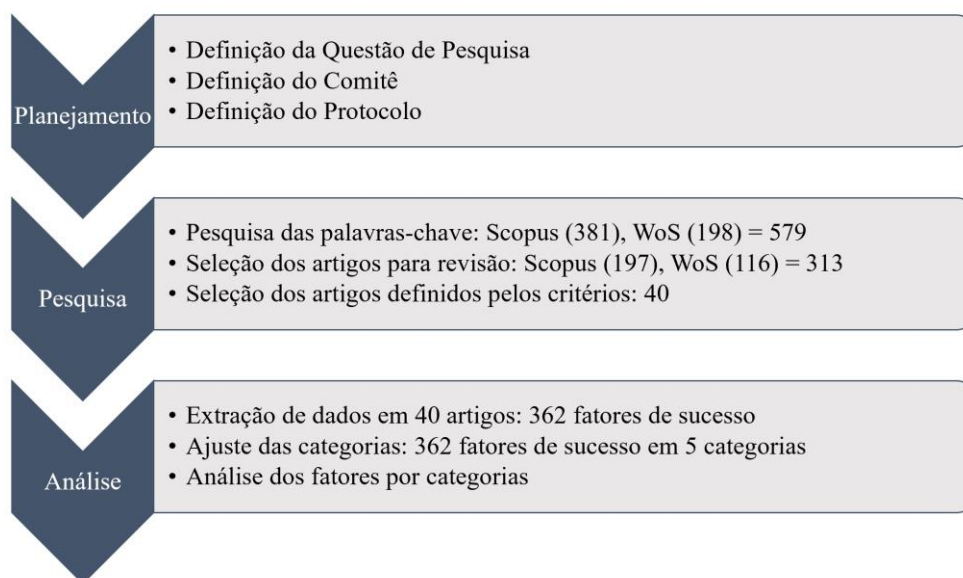 Planejamento
• Definição da Questão de Pesquisa
• Definição do Comitê
• Definição do Protocolo
Pesquisa
• Pesquisa das palavras-chave: Scopus (381), WoS (198) = 579
• Seleção dos artigos para revisão: Scopus (197), WoS (116) = 313
• Seleção dos artigos definidos pelos critérios: 40
Análise
• Extração de dados em 40 artigos: 362 fatores de sucesso
• Ajuste das categorias: 362 fatores de sucesso em 5 categorias
• Análise dos fatores por categorias